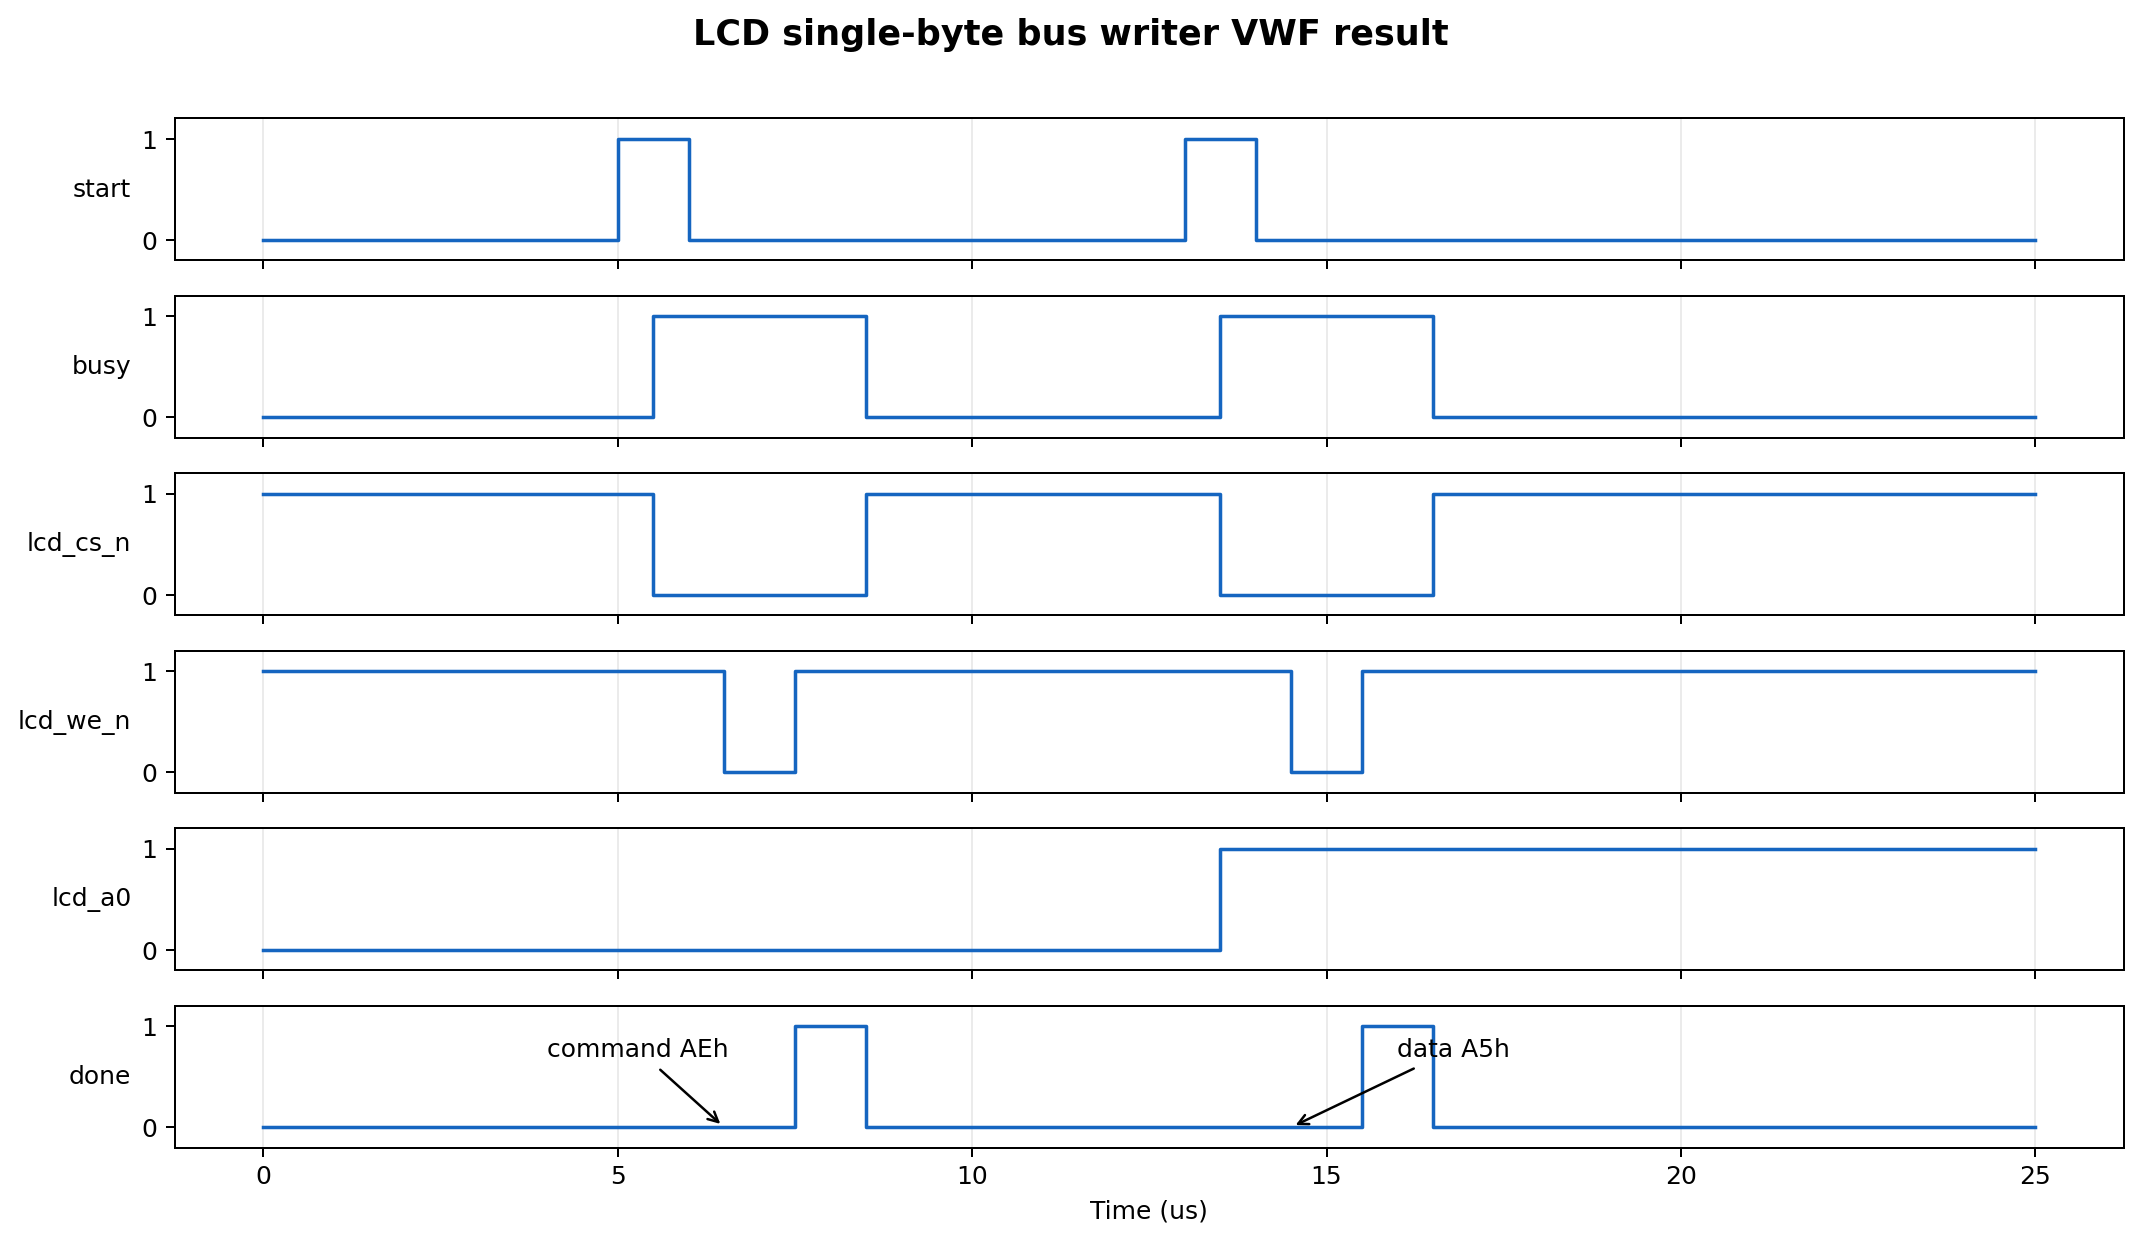 LCD single-byte bus writer VWF result
1
start
0
1
busy
0
1
lcd_cs_n
0
1
lcd_we_n
0
1
lcd_a0
0
1
command AEh
data A5h
done
0
0 5 10 15 20 25
Time (us)